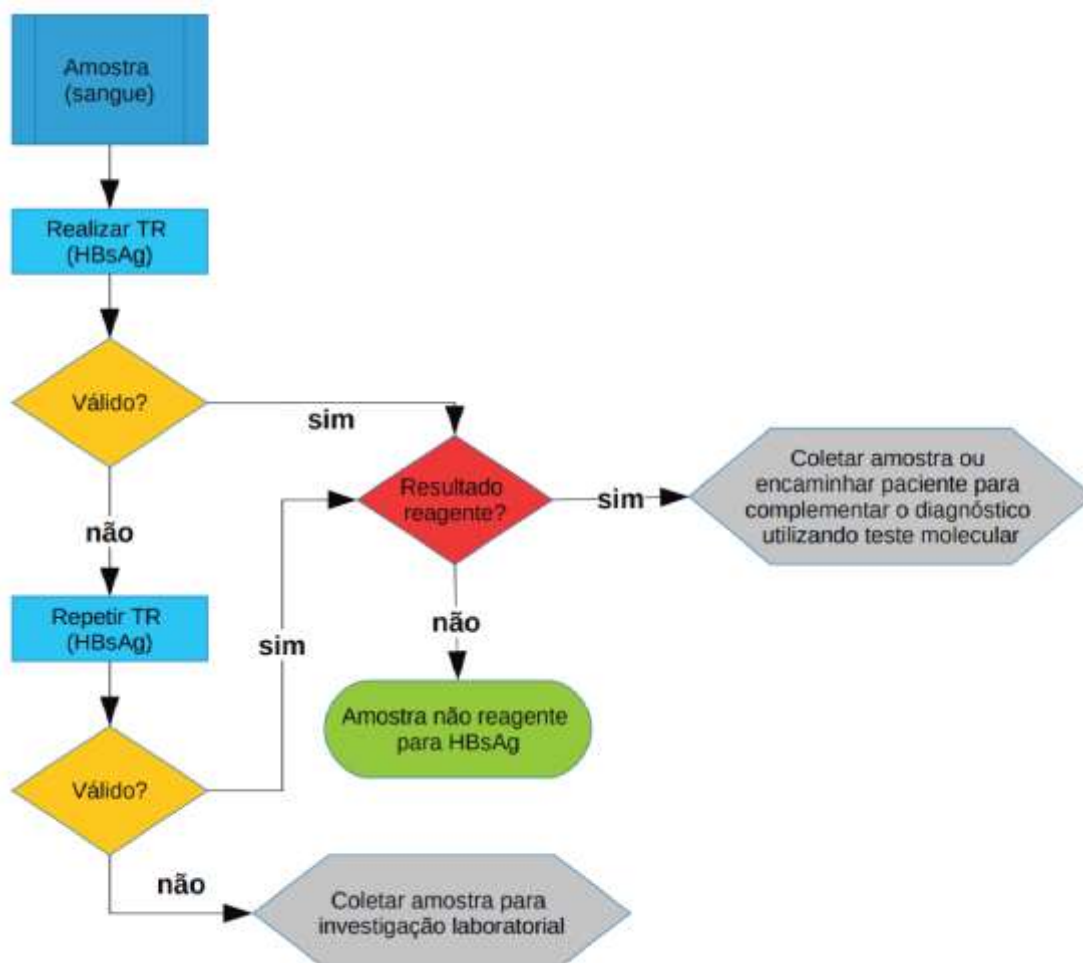 Amostra
(sangue)
Realizar TR
(HBsAg)
Válido?
sim
Resultado
reagente?
sim
Coletar amostra ou
encaminhar paciente para
complementar o diagnóstico
utilizando teste molecular
não
Repetir TR
(HBsAg)
sim
não
Amostra não reagente
para HBsAg
Válido?
não
Coletar amostra para
investigação laboratorial